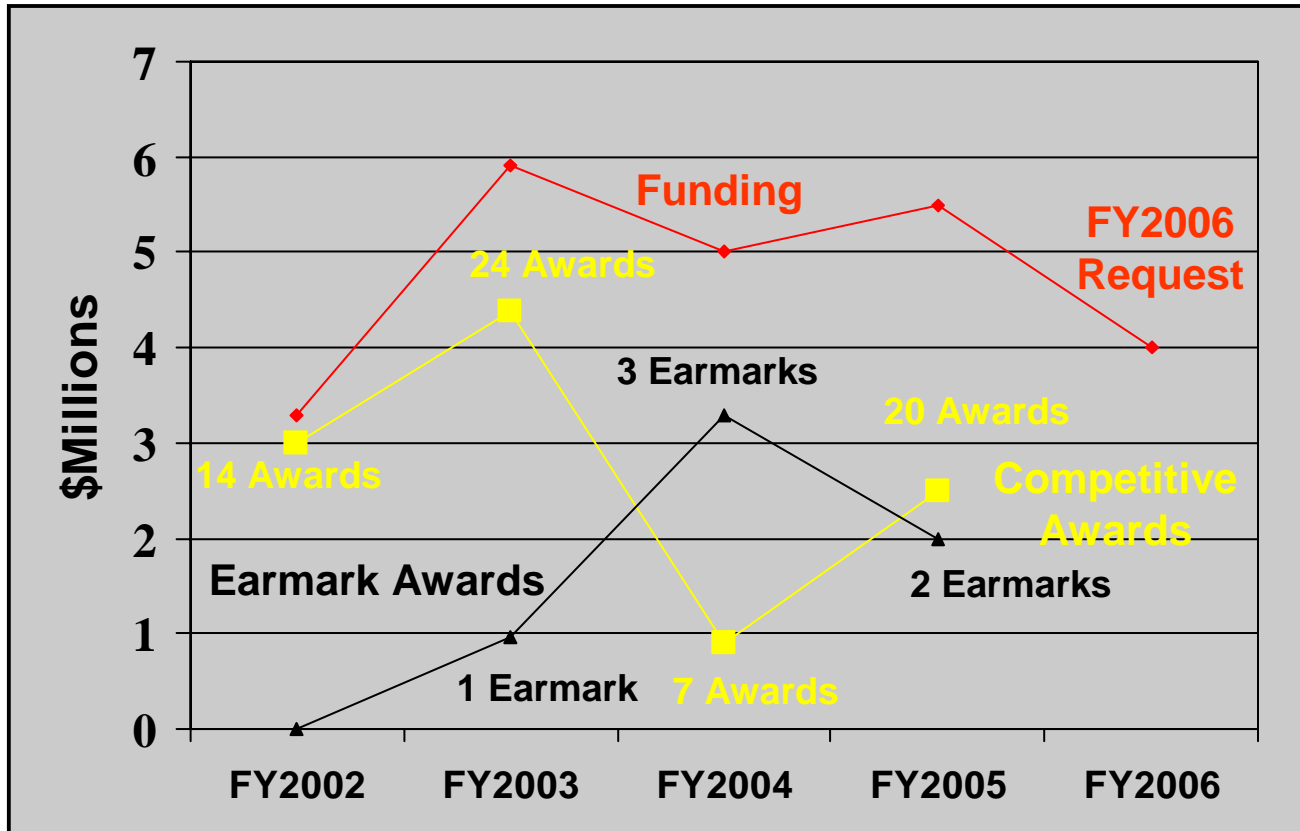 7
6
5
4
3
2
1
0
$Millions
Funding
FY2006
Request
24 Awards
3 Earmarks
20 Awards
14 Awards
Competitive
Awards
Earmark Awards
2 Earmarks
1 Earmark
7 Awards
FY2002 FY2003 FY2004 FY2005 FY2006